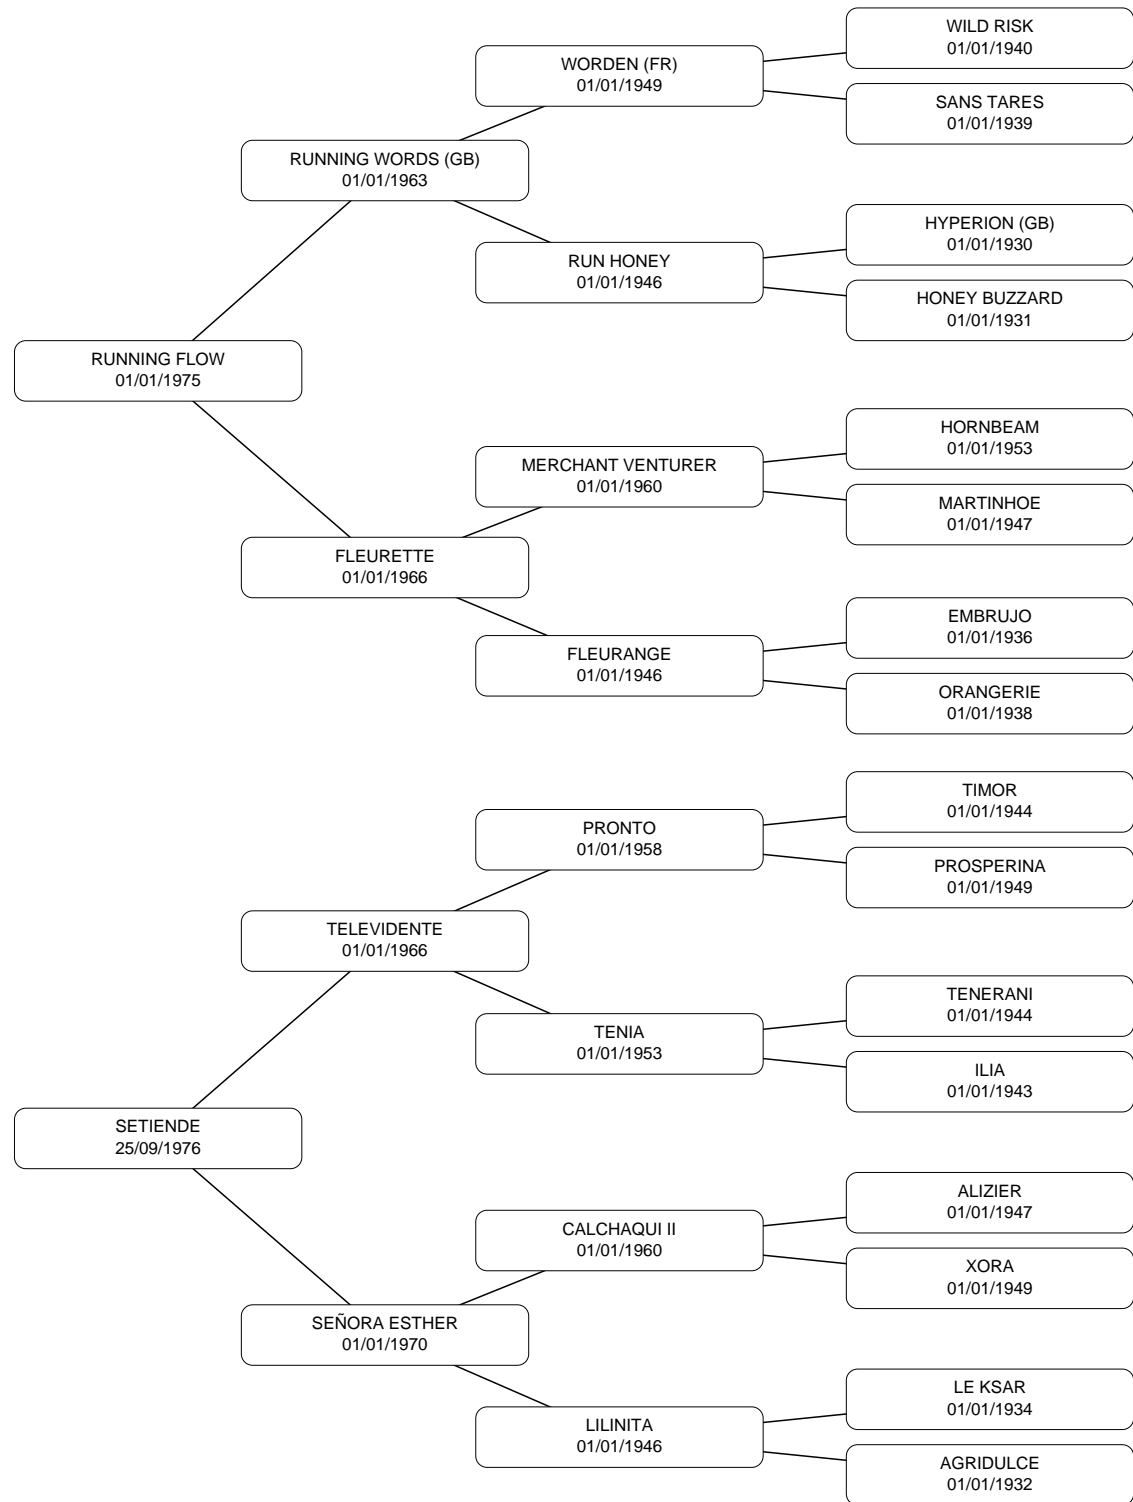 WILD RISK
01/01/1940
WORDEN (FR)
01/01/1949
SANS TARES
01/01/1939
RUNNING WORDS (GB)
01/01/1963
HYPERION (GB)
01/01/1930
RUN HONEY
01/01/1946
HONEY BUZZARD
01/01/1931
RUNNING FLOW
01/01/1975
HORNBEAM
01/01/1953
MERCHANT VENTURER
01/01/1960
MARTINHOE
01/01/1947
FLEURETTE
01/01/1966
EMBRUJO
01/01/1936
FLEURANGE
01/01/1946
ORANGERIE
01/01/1938
TIMOR
01/01/1944
PRONTO
01/01/1958
PROSPERINA
01/01/1949
TELEVIDENTE
01/01/1966
TENERANI
01/01/1944
TENIA
01/01/1953
ILIA
01/01/1943
SETIENDE
25/09/1976
ALIZIER
01/01/1947
CALCHAQUI II
01/01/1960
XORA
01/01/1949
SEÑORA ESTHER
01/01/1970
LE KSAR
01/01/1934
LILINITA
01/01/1946
AGRIDULCE
01/01/1932